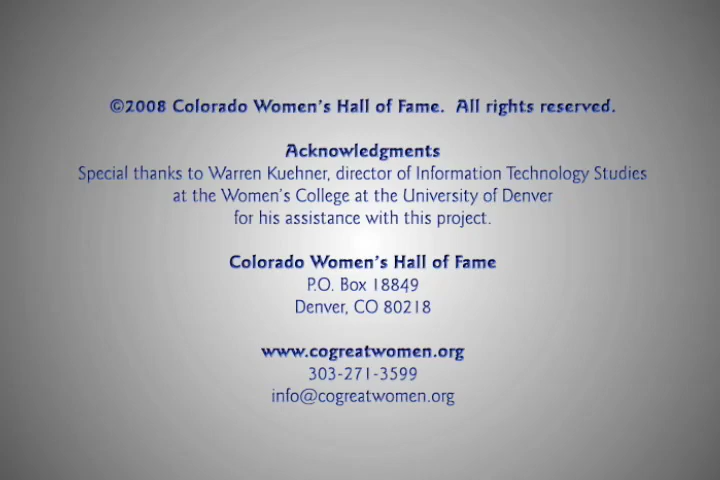 ©2008 Colorado Women's Hall of Fame. All rights reserved.
Acknowledgments
Special thanks to Warren Kuehner, director of Information Technology Studies
at the Women's College at the University of Denver
for his assistance with this project.
Colorado Women's Hall of Fame
P.O. Box 18849
Denver, CO 80218
www.cogreatwomen.org
303-271-3599
info@cogreatwomen.org